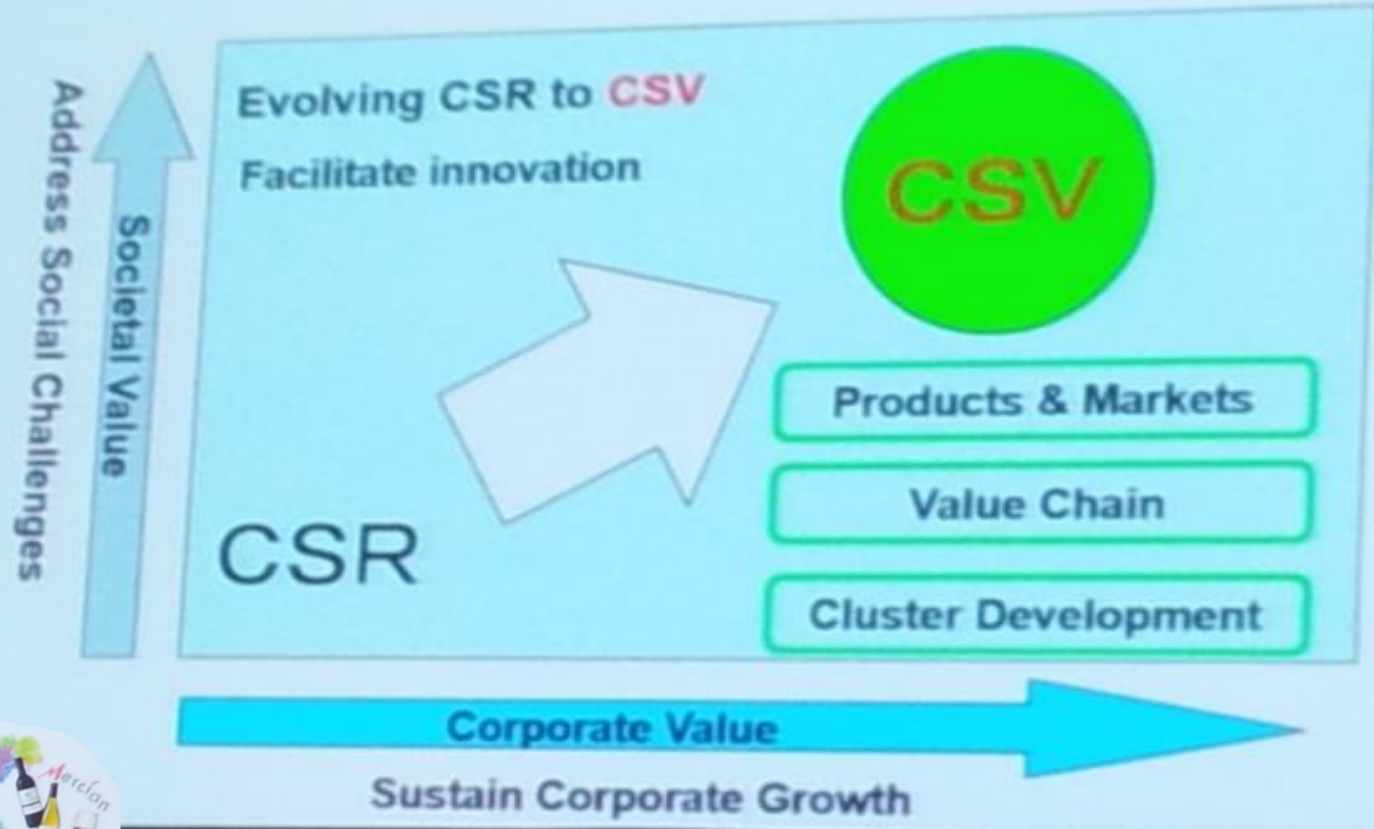 Evolving CSR to CSV
Facilitate innovation
CSV
Address Social Challenges
Societal Value
Products & Markets
Value Chain
CSR
Cluster Development
Corporate Value
Sustain Corporate Growth
Mercian